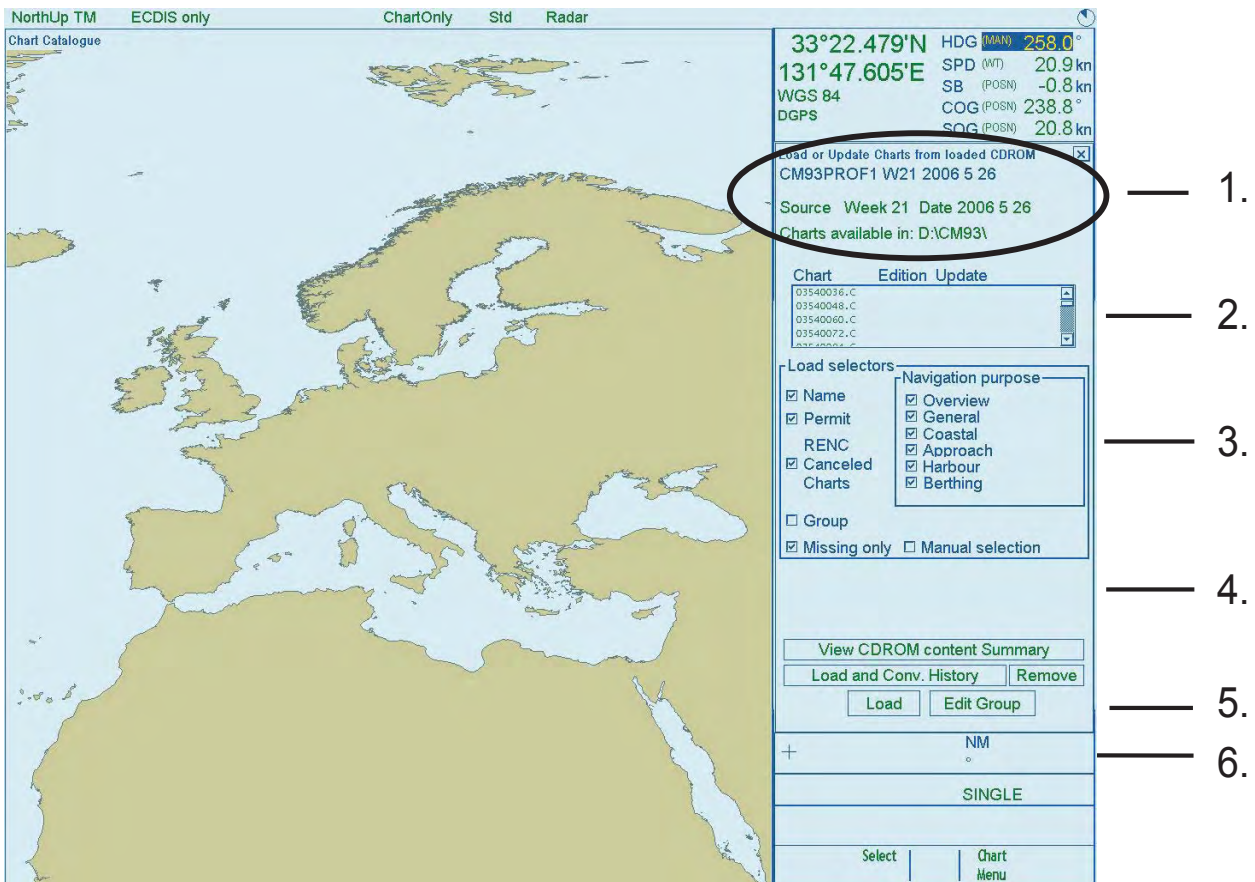 NorthUp TM ECDIS only ChartOnly Std Radar
Chart Catalogue
33°22.479'N
131°47.605'E
WGS 84
DGPS
HDG (MAN) 258.0°
SPD (WT) 20.9 kn
SB (POSN) -0.8 kn
COG (POSN) 238.8°
SOG (POSN) 20.8 kn
Load or Update Charts from loaded CDROM
CM93PROF1 W21 2006 5 26
Source Week 21 Date 2006 5 26
Charts available in: D:\CM93\
1.
Chart Edition Update
03540036.C
03540048.C
03540060.C
03540072.C
2.
Load selectors
Navigation purpose
Name
Permit
RENC
Canceled
Charts
Overview
General
Coastal
Approach
Harbour
Berthing
3.
Group
Missing only Manual selection
4.
View CDROM content Summary
Load and Conv. History Remove
Load Edit Group
5.
NM
°
6.
SINGLE
Select Chart
Menu